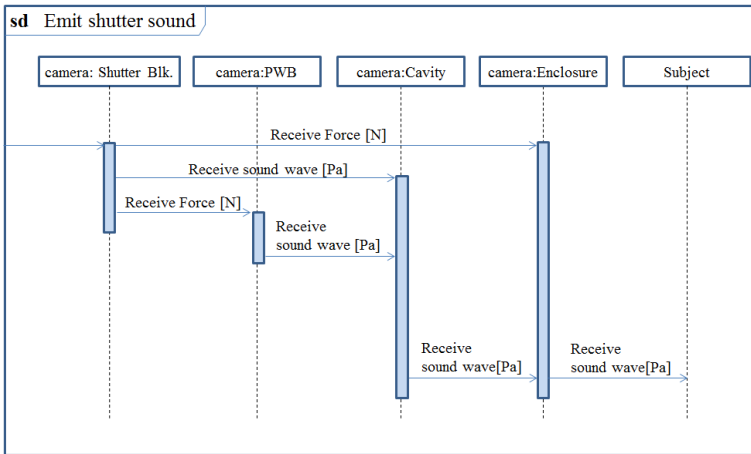 sd Emit shutter sound
camera: Shutter Blk.
camera:PWB
camera:Cavity
camera:Enclosure
Subject
Receive Force [N]
Receive sound wave [Pa]
Receive Force [N]
Receive
sound wave [Pa]
Receive
sound wave[Pa]
Receive
sound wave[Pa]